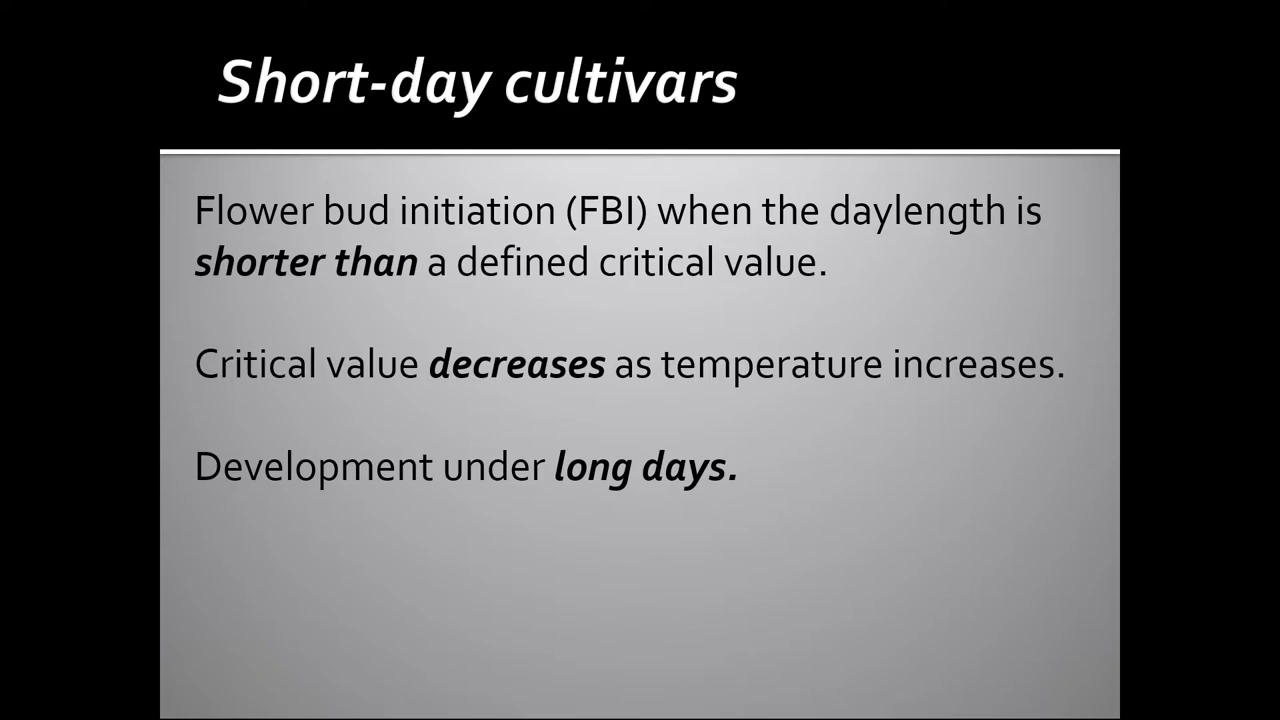 Short-day cultivars
Flower bud initiation (FBI) when the daylength is
shorter than a defined critical value.
Critical value decreases as temperature increases.
Development under long days.